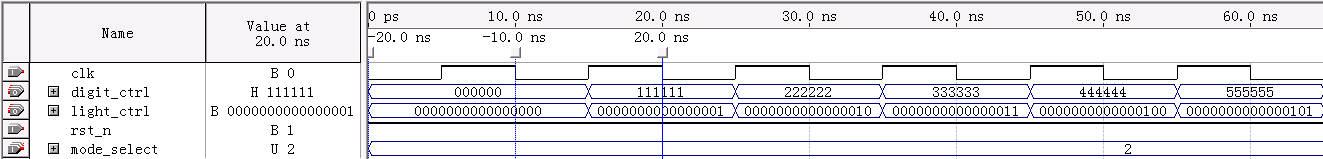 Name
Value at
20.0 ns
0 ps 10.0 ns 20.0 ns 30.0 ns 40.0 ns 50.0 ns 60.0 ns
-20.0 ns -10.0 ns 20.0 ns
clk B 0
digit_ctrl H 111111 000000 111111 222222 333333 444444 555555
light_ctrl B 0000000000000001 0000000000000000 0000000000000001 0000000000000010 0000000000000011 0000000000000100 0000000000000101
rst_n B 1
mode_select U 2 2